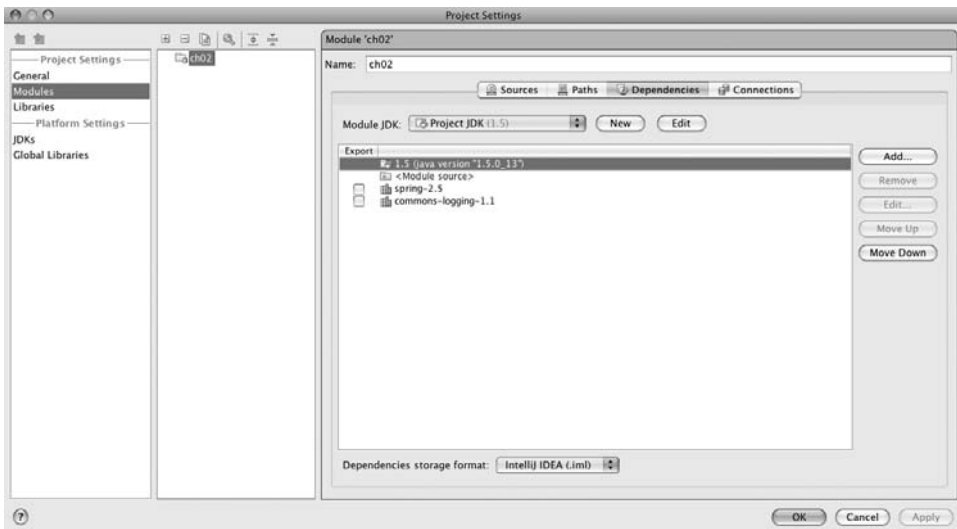 Project Settings
Project Settings
General
Modules
Libraries
Platform Settings
JDKs
Global Libraries
ch02
Module 'ch02'
Name: ch02
Sources Paths Dependencies Connections
Module JDK: Project JDK (1.5) New Edit
Export
1.5 (java version "1.5.0_13")
<Module source>
spring-2.5
commons-logging-1.1
Add...
Remove
Edit...
Move Up
Move Down
Dependencies storage format: IntelliJ IDEA (.iml)
? OK Cancel Apply